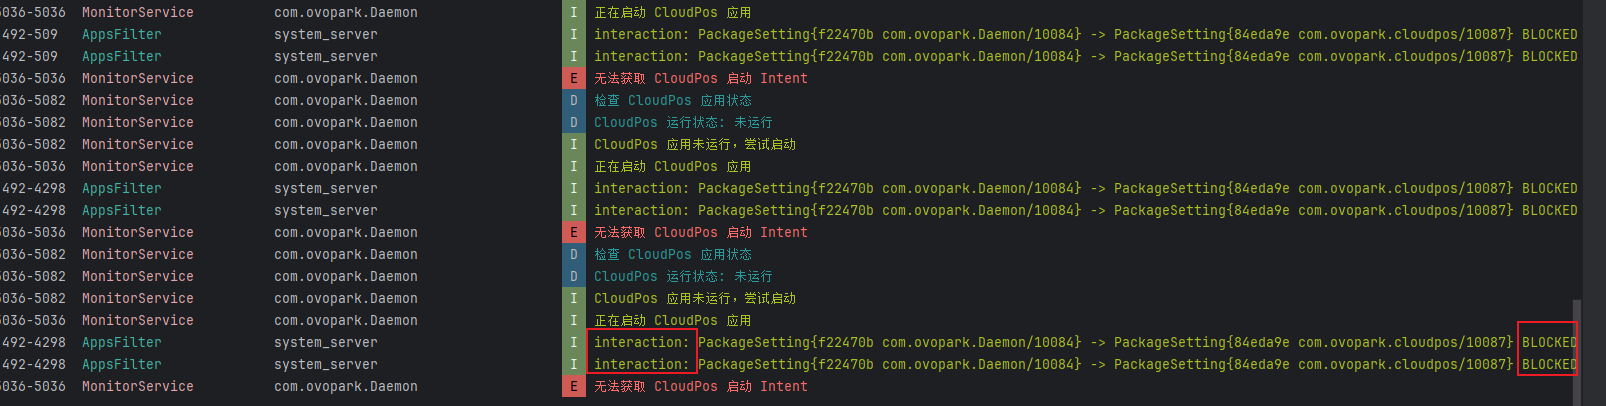 5036-5036 MonitorService com.ovopark.Daemon I 正在启动 CloudPos 应用
492-509 AppsFilter system_server I interaction: PackageSetting{f22470b com.ovopark.Daemon/10084} -> PackageSetting{84eda9e com.ovopark.cloudpos/10087} BLOCKED
492-509 AppsFilter system_server I interaction: PackageSetting{f22470b com.ovopark.Daemon/10084} -> PackageSetting{84eda9e com.ovopark.cloudpos/10087} BLOCKED
5036-5036 MonitorService com.ovopark.Daemon E 无法获取 CloudPos 启动 Intent
5036-5082 MonitorService com.ovopark.Daemon D 检查 CloudPos 应用状态
5036-5082 MonitorService com.ovopark.Daemon D CloudPos 运行状态: 未运行
5036-5082 MonitorService com.ovopark.Daemon I CloudPos 应用未运行，尝试启动
5036-5036 MonitorService com.ovopark.Daemon I 正在启动 CloudPos 应用
492-4298 AppsFilter system_server I interaction: PackageSetting{f22470b com.ovopark.Daemon/10084} -> PackageSetting{84eda9e com.ovopark.cloudpos/10087} BLOCKED
492-4298 AppsFilter system_server I interaction: PackageSetting{f22470b com.ovopark.Daemon/10084} -> PackageSetting{84eda9e com.ovopark.cloudpos/10087} BLOCKED
5036-5036 MonitorService com.ovopark.Daemon E 无法获取 CloudPos 启动 Intent
5036-5082 MonitorService com.ovopark.Daemon D 检查 CloudPos 应用状态
5036-5082 MonitorService com.ovopark.Daemon D CloudPos 运行状态: 未运行
5036-5082 MonitorService com.ovopark.Daemon I CloudPos 应用未运行，尝试启动
5036-5036 MonitorService com.ovopark.Daemon I 正在启动 CloudPos 应用
492-4298 AppsFilter system_server I interaction: PackageSetting{f22470b com.ovopark.Daemon/10084} -> PackageSetting{84eda9e com.ovopark.cloudpos/10087} BLOCKED
492-4298 AppsFilter system_server I interaction: PackageSetting{f22470b com.ovopark.Daemon/10084} -> PackageSetting{84eda9e com.ovopark.cloudpos/10087} BLOCKED
5036-5036 MonitorService com.ovopark.Daemon E 无法获取 CloudPos 启动 Intent